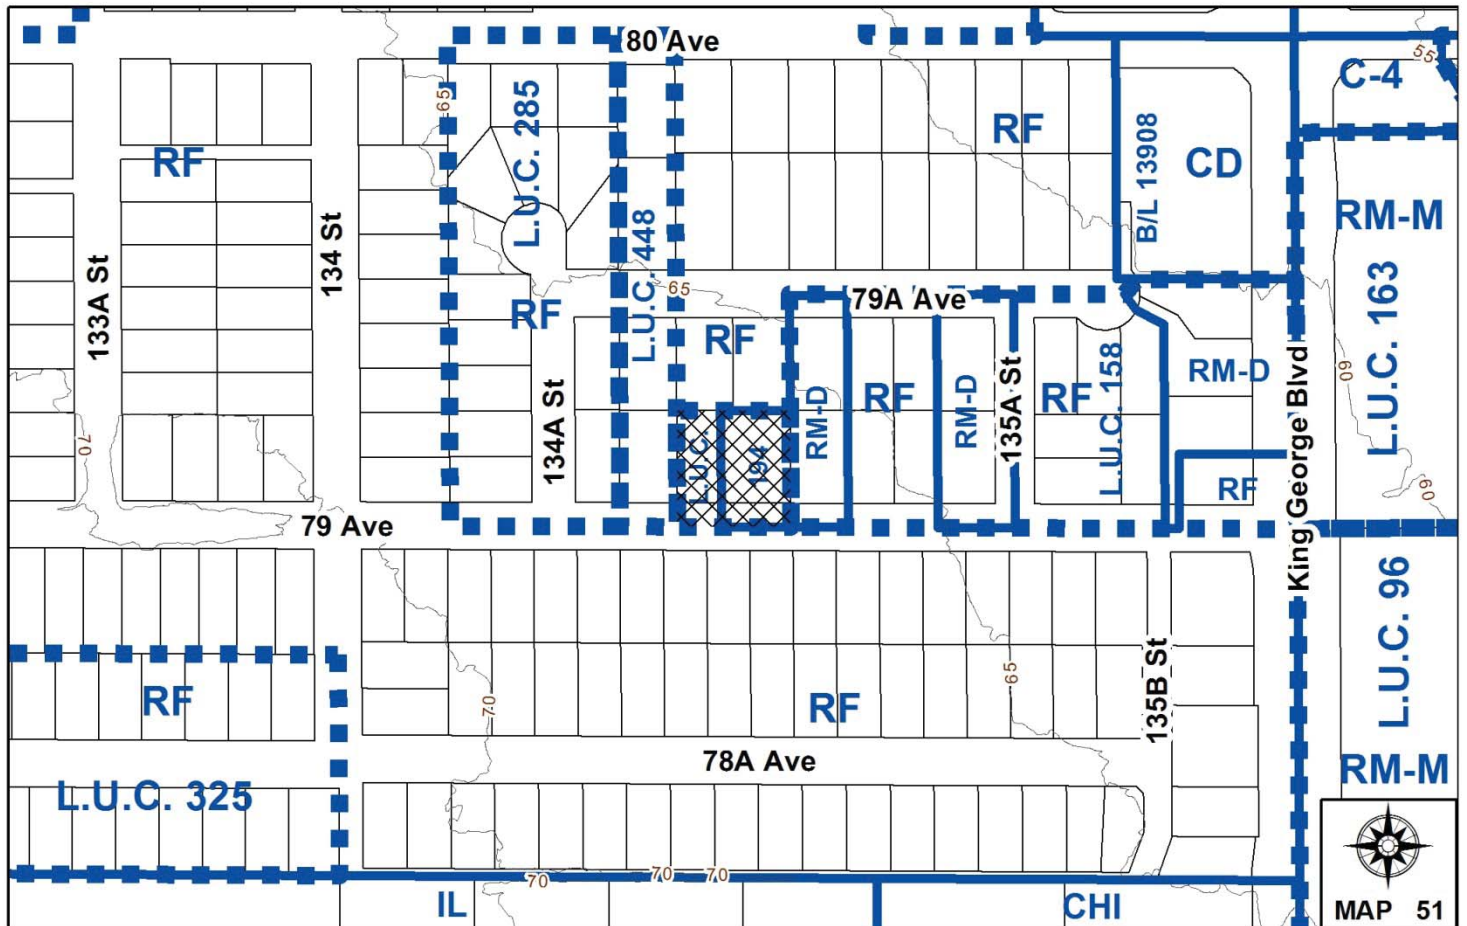 80 Ave
55
C-4
65
L.U.C. 285
RF
B/L 13908
CD
RF
RM-M
L.U.C. 448
134 St
133A St
65
79A Ave
L.U.C. 163
RF
RF
RM-D
60
135A St
L.U.C. 158
RM-D
RF
RM-D
RF
King George Blvd
134A St
70
L.U.C.
194
RF
60
79 Ave
L.U.C. 96
135B St
65
RF
70
RF
78A Ave
RM-M
L.U.C. 325
70
70
70
IL
CHI
MAP 51